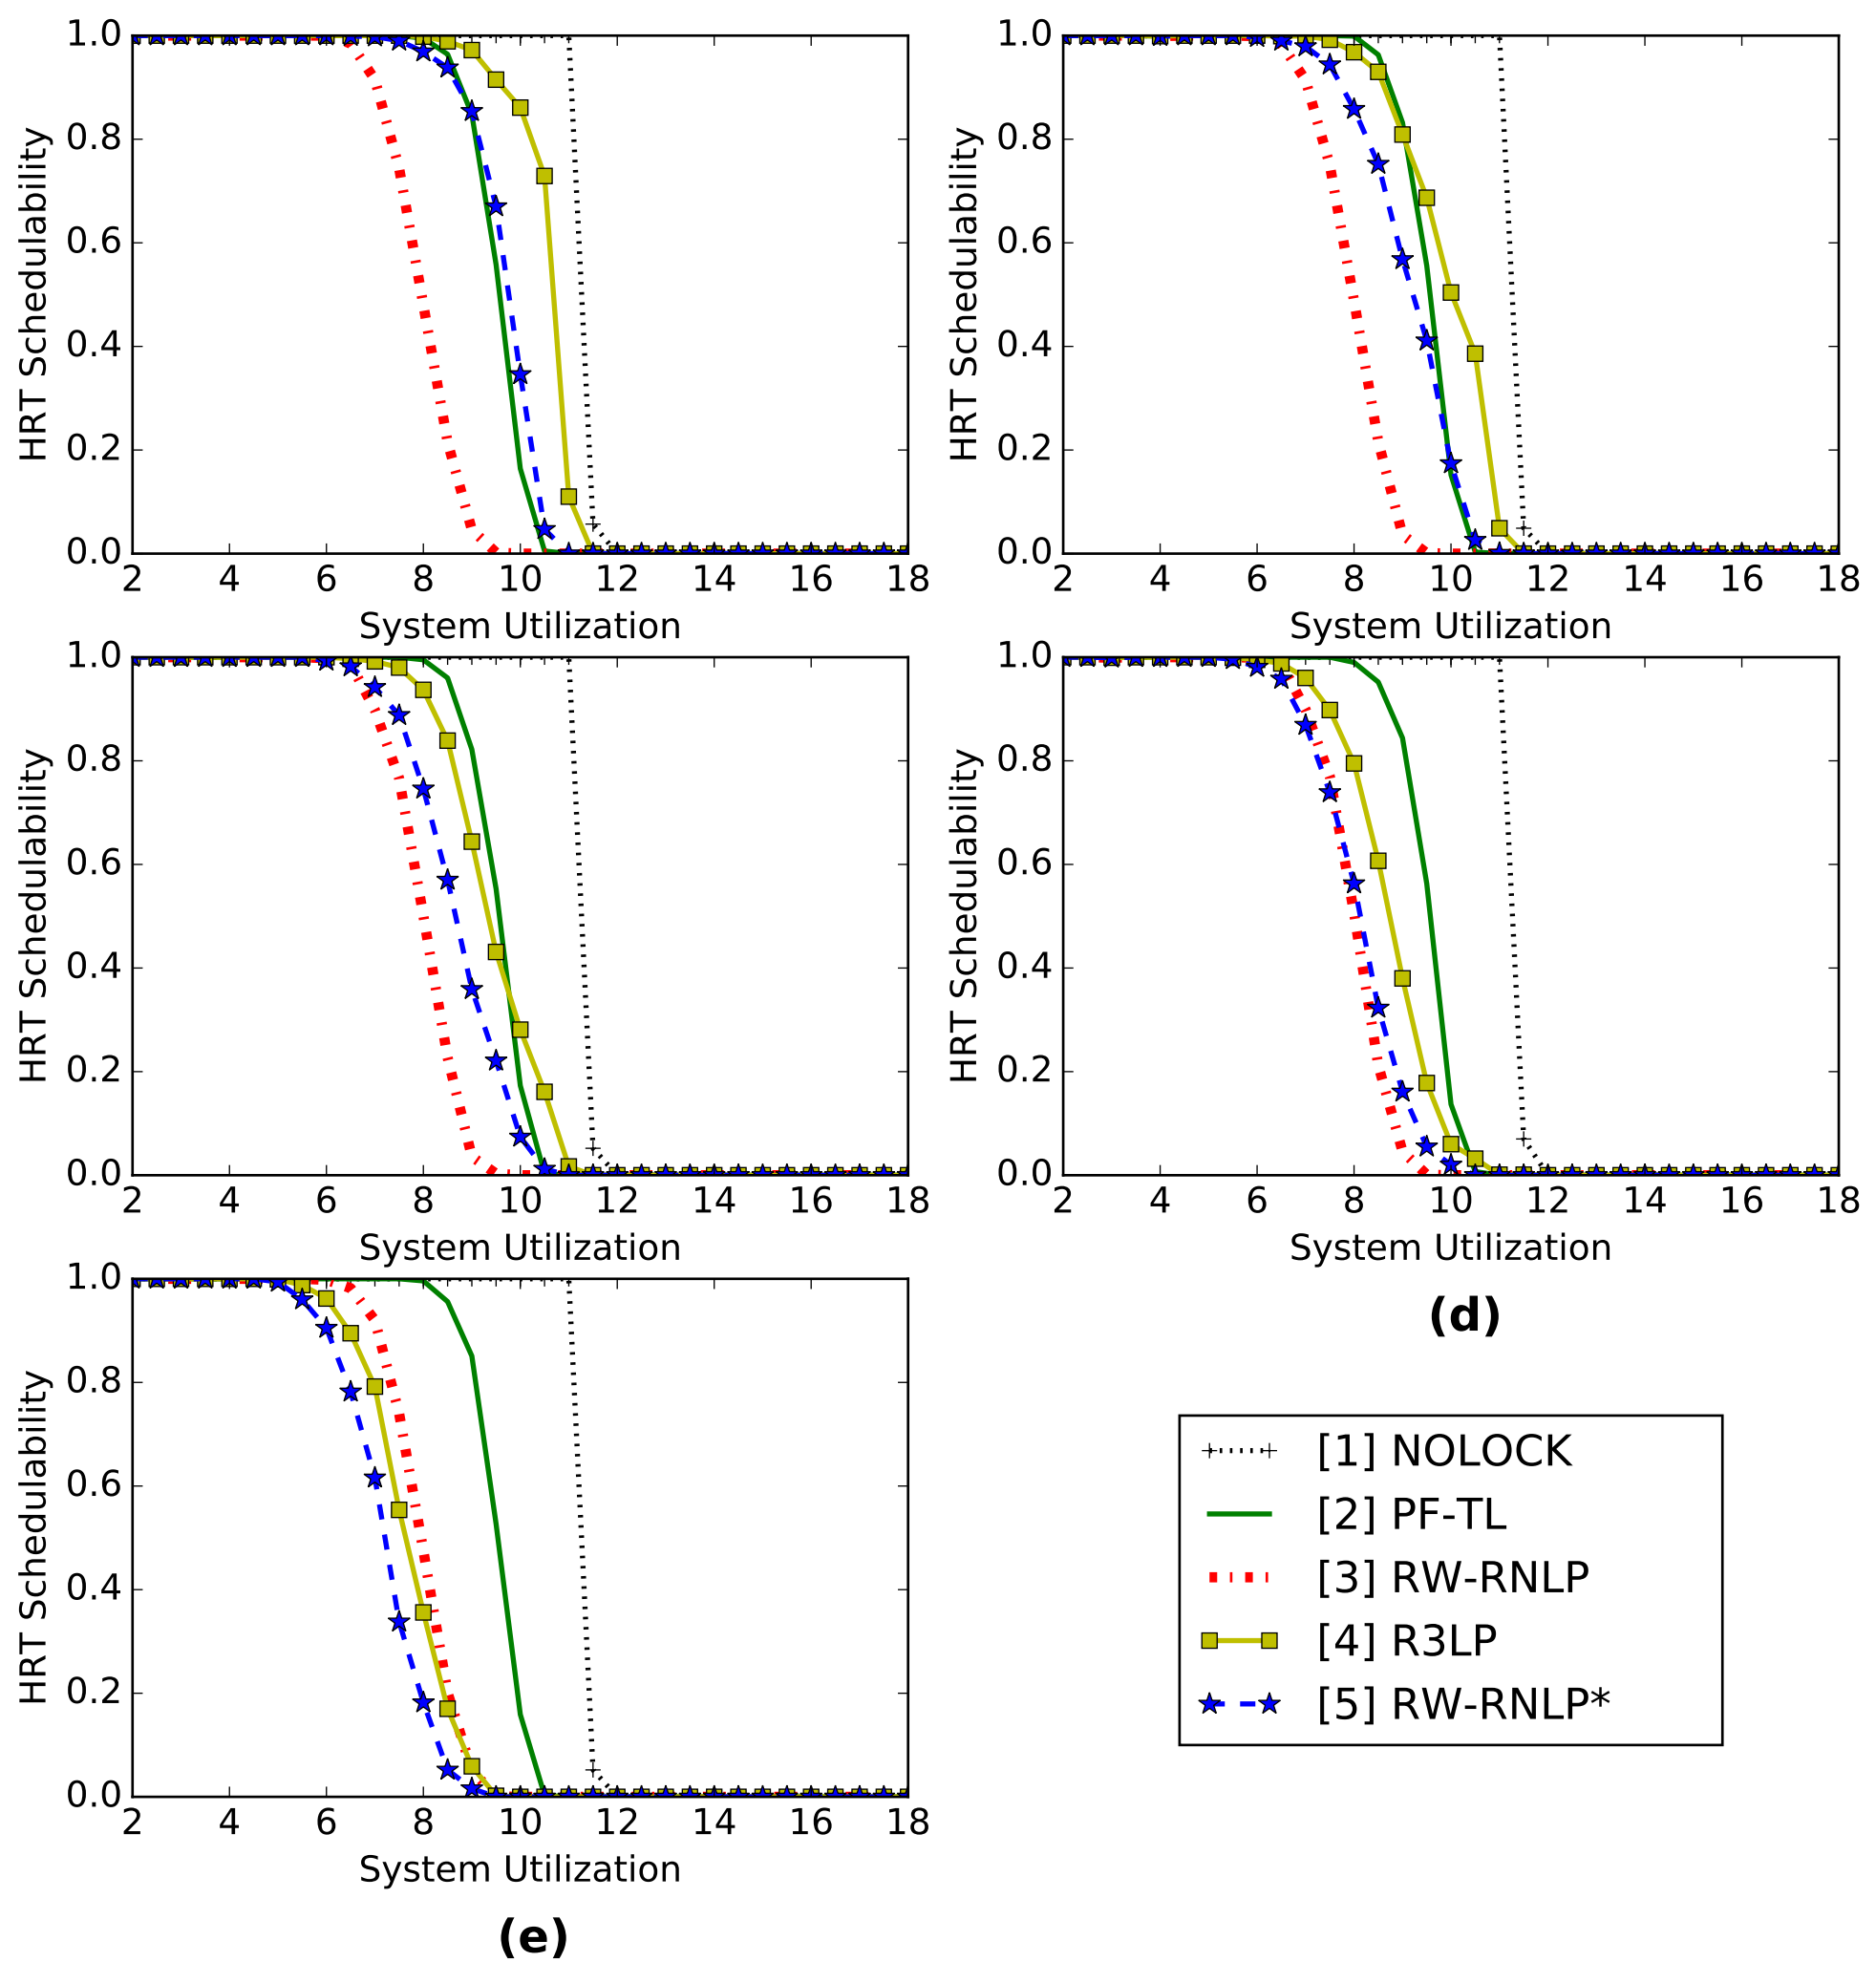 1.0
0.8
0.6
0.4
0.2
0.0
2 4 6 8 10 12 14 16 18
HRT Schedulability
System Utilization
1.0
0.8
0.6
0.4
0.2
0.0
2 4 6 8 10 12 14 16 18
HRT Schedulability
System Utilization
1.0
0.8
0.6
0.4
0.2
0.0
2 4 6 8 10 12 14 16 18
HRT Schedulability
System Utilization
1.0
0.8
0.6
0.4
0.2
0.0
2 4 6 8 10 12 14 16 18
HRT Schedulability
System Utilization
(d)
1.0
0.8
0.6
0.4
0.2
0.0
2 4 6 8 10 12 14 16 18
HRT Schedulability
System Utilization
(e)
[1] NOLOCK
[2] PF-TL
[3] RW-RNLP
[4] R3LP
[5] RW-RNLP*